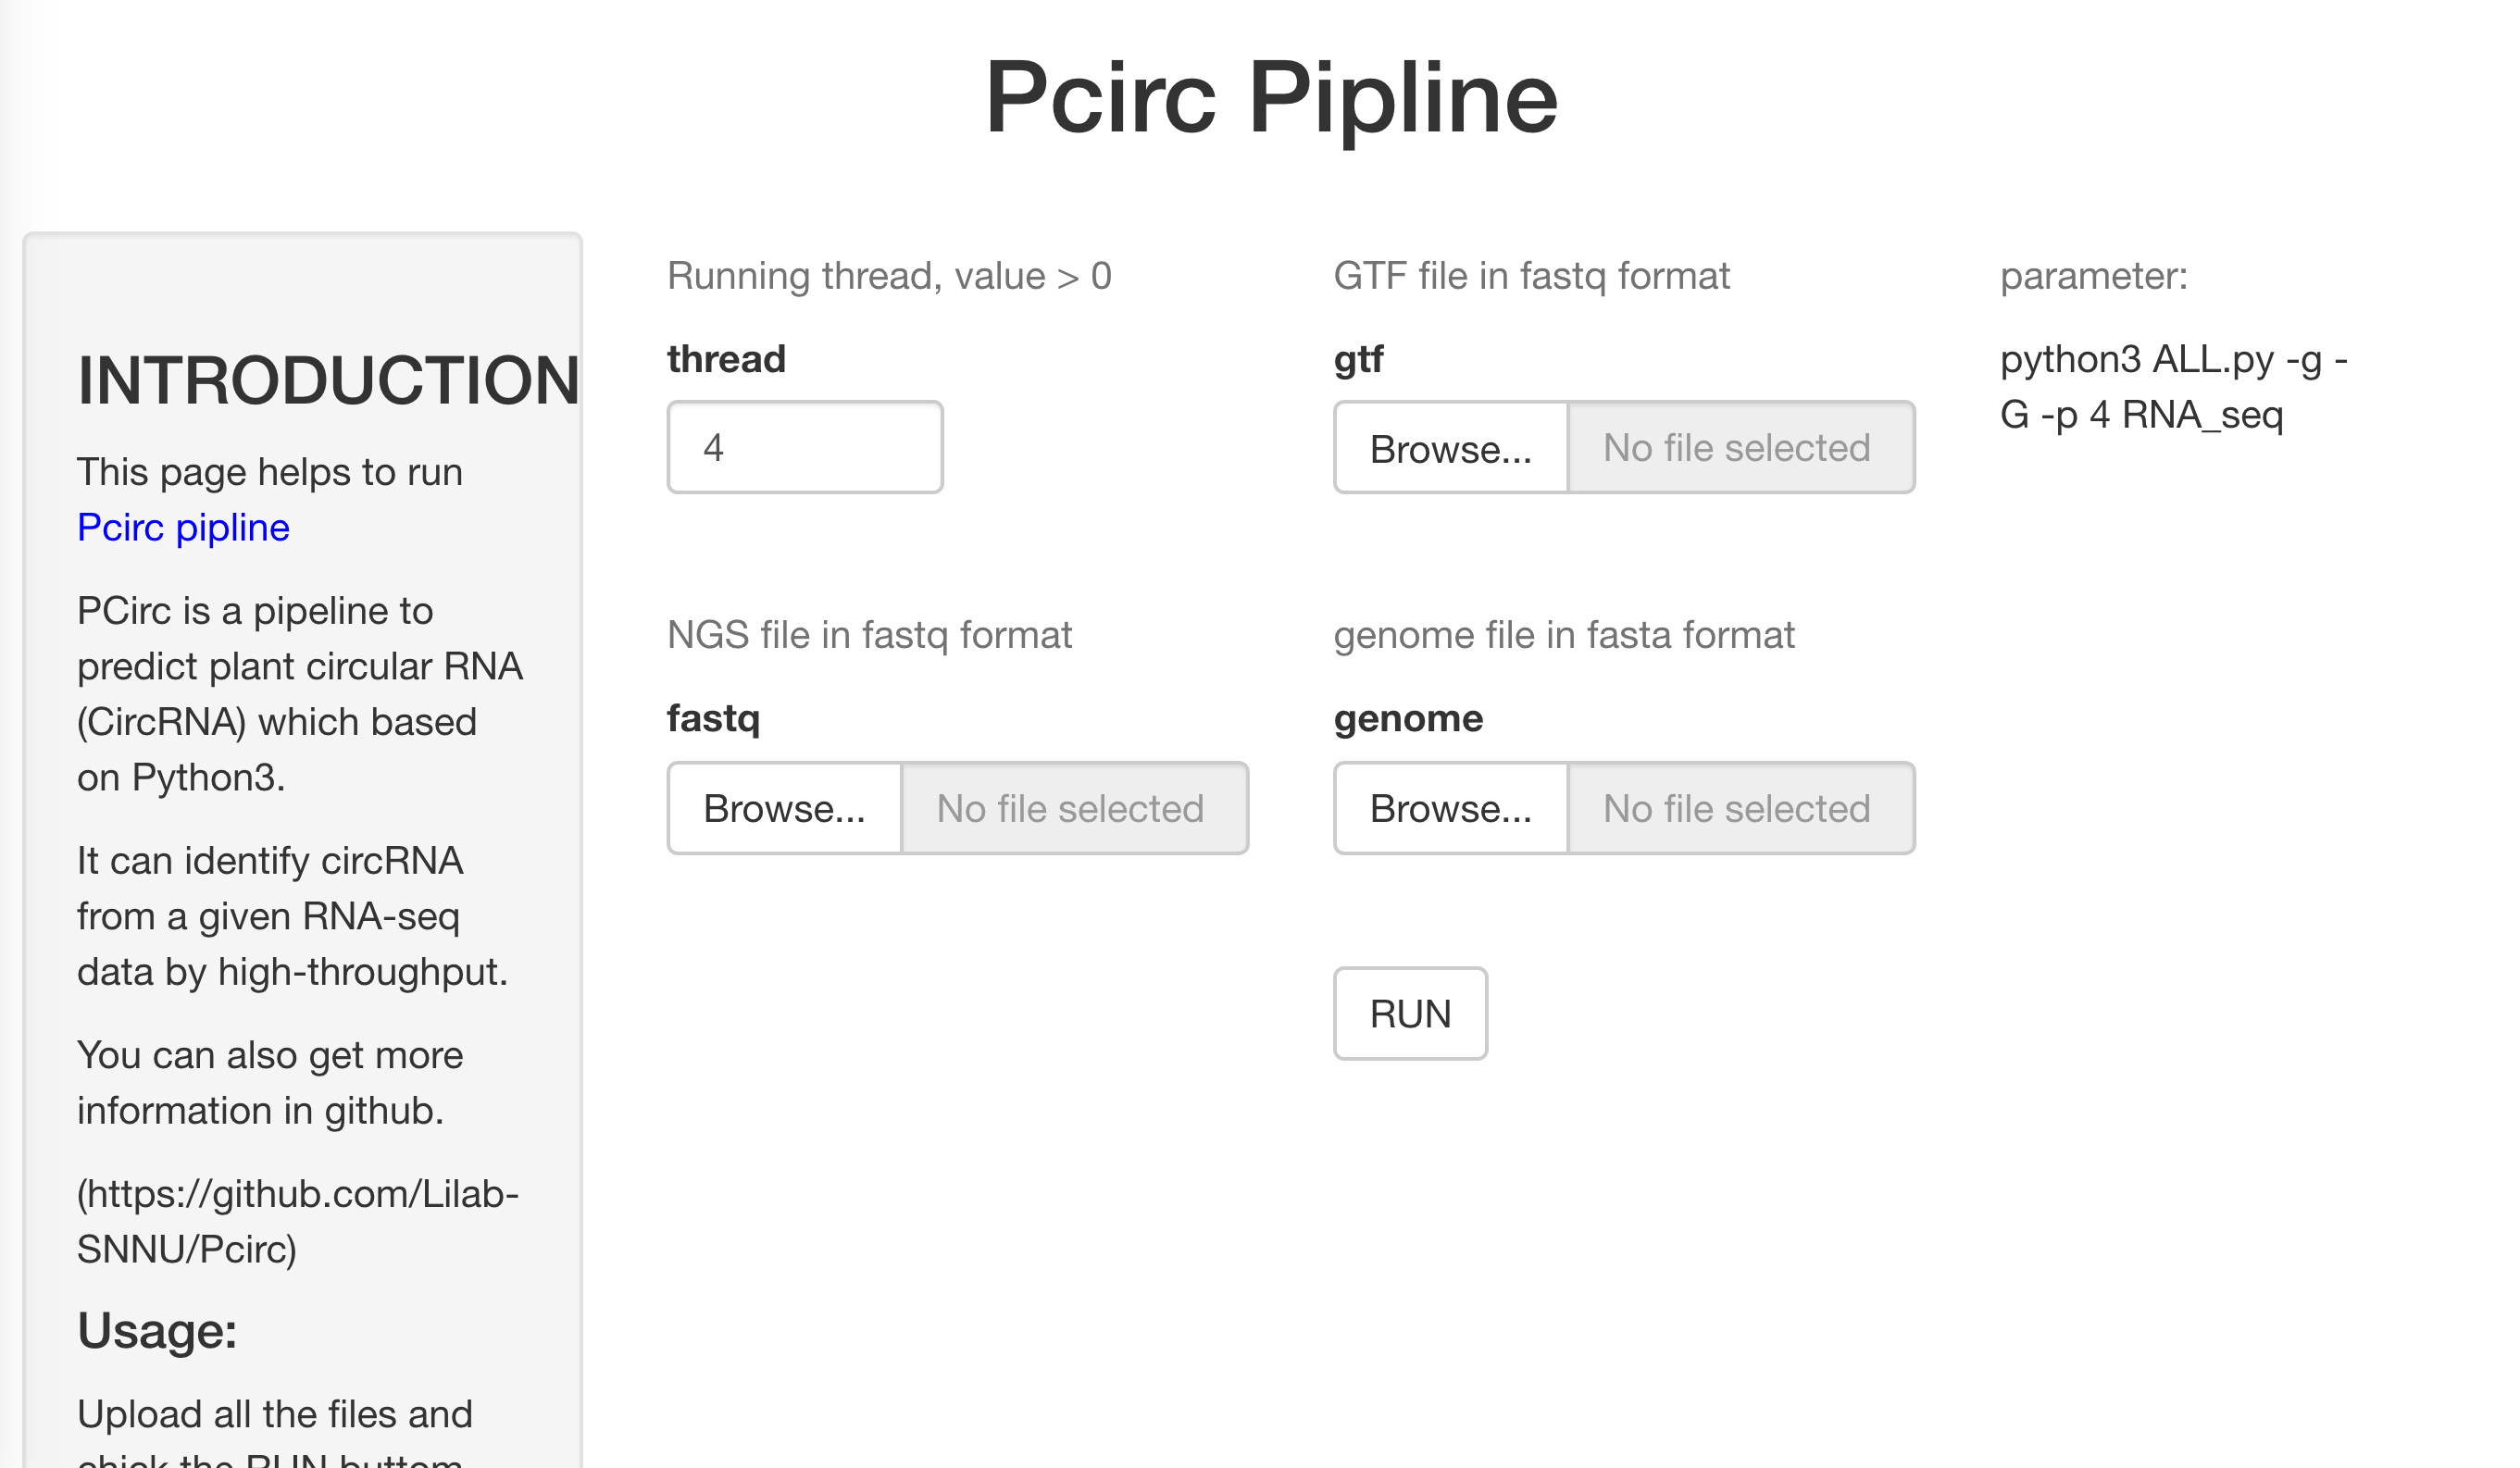 Pcirc Pipline
INTRODUCTION
This page helps to run
Pcirc pipline
PCirc is a pipeline to
predict plant circular RNA
(CircRNA) which based
on Python3.
It can identify circRNA
from a given RNA-seq
data by high-throughput.
You can also get more
information in github.
(https://github.com/Lilab-
SNNU/Pcirc)
Usage:
Upload all the files and
chick the RUN buttom
Running thread, value > 0
thread
4
NGS file in fastq format
fastq
Browse... No file selected
GTF file in fastq format
gtf
Browse... No file selected
genome file in fasta format
genome
Browse... No file selected
RUN
parameter:
python3 ALL.py -g -
G -p 4 RNA_seq